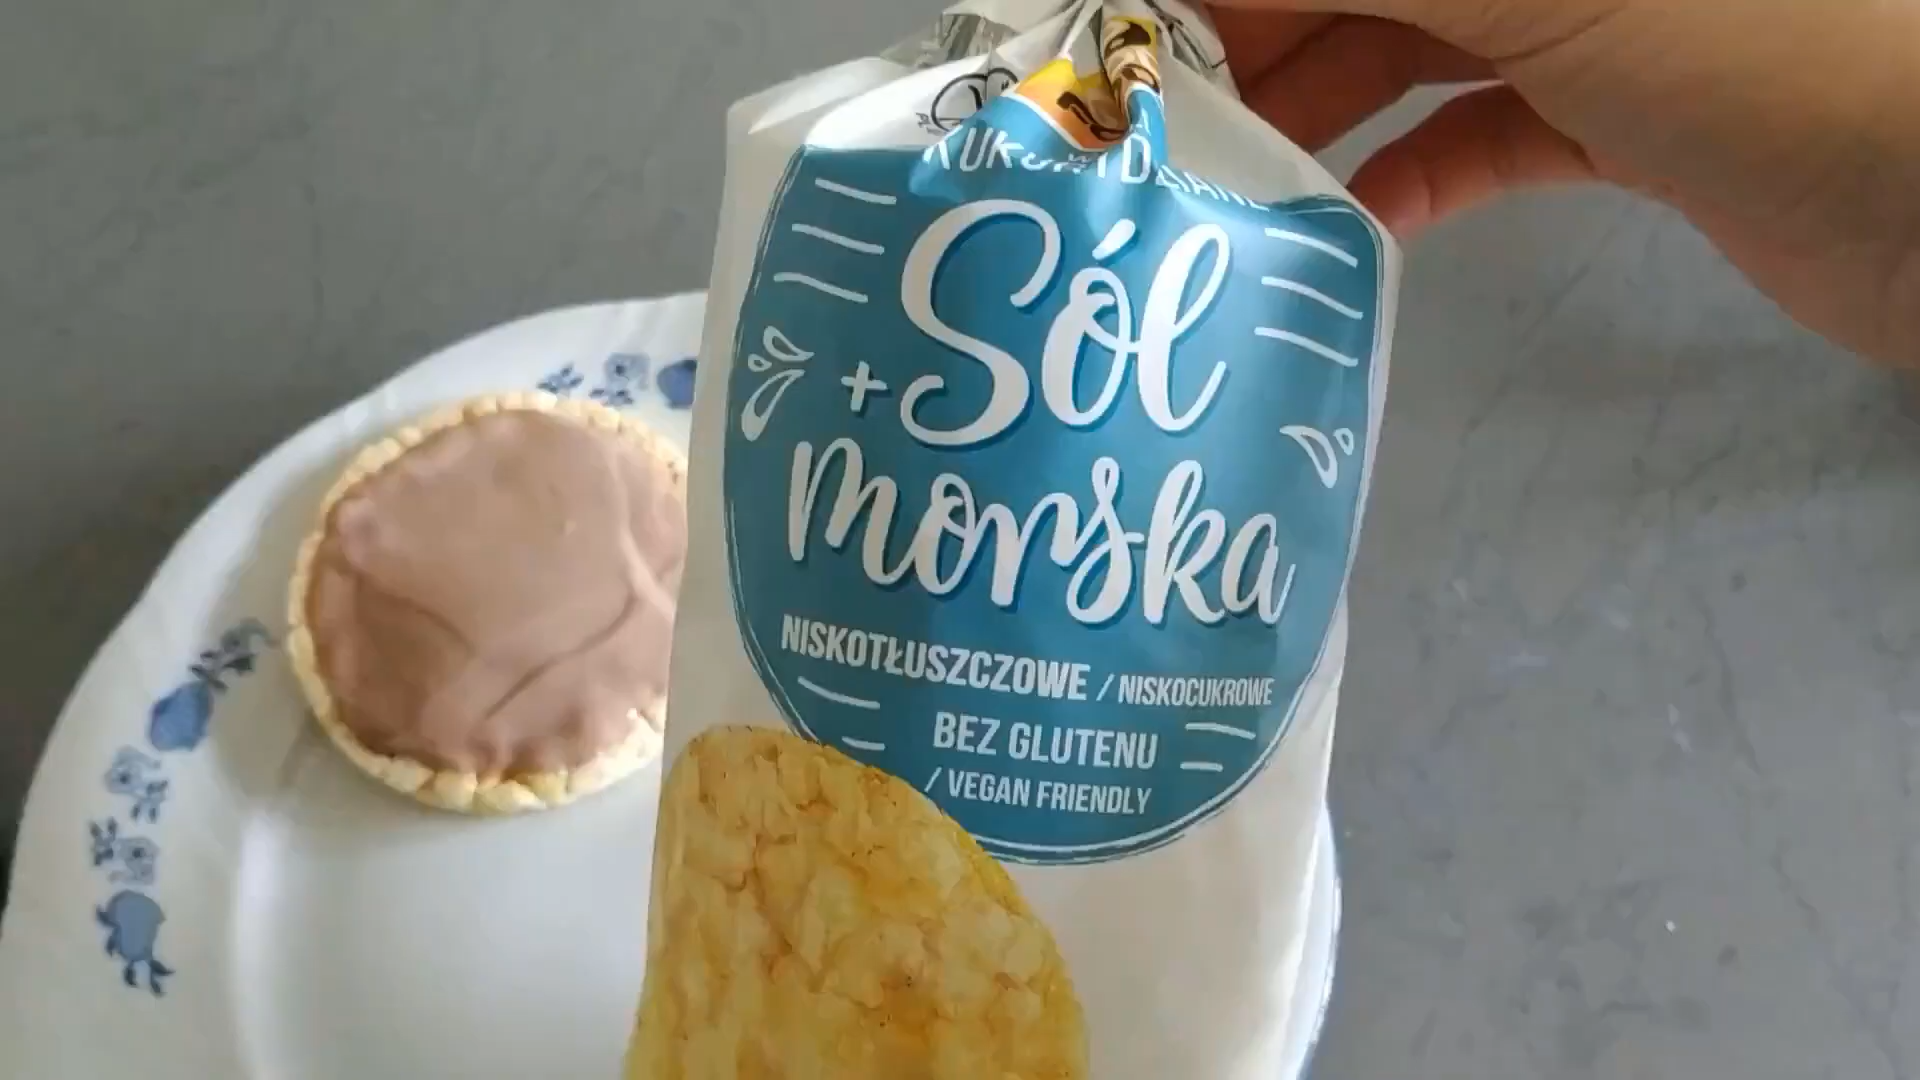 + Sól
morska
NISKOTŁUSZCZOWE / NISKOCUKROWE
BEZ GLUTENU
/ VEGAN FRIENDLY